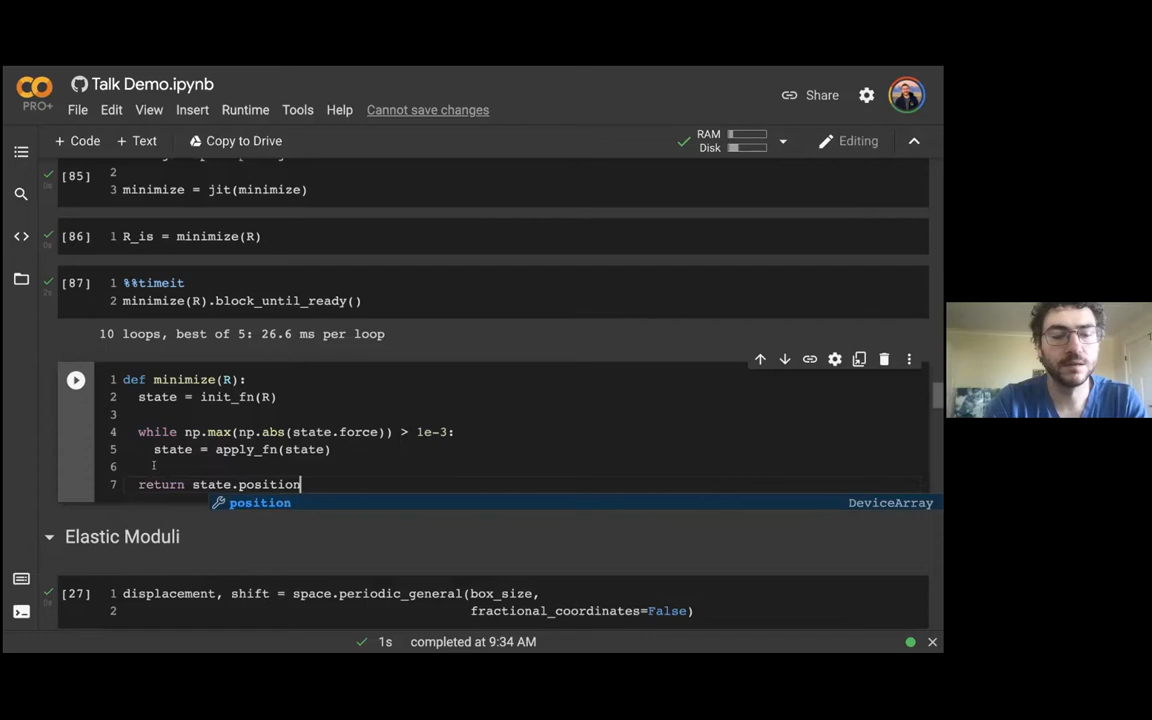 Talk Demo.ipynb
PRO+
File Edit View Insert Runtime Tools Help Cannot save changes
Share
+ Code + Text Copy to Drive
RAM
Disk
Editing
[85] 2
3 minimize = jit(minimize)
[86] 1 R_is = minimize(R)
[87] 1 %%timeit
2 minimize(R).block_until_ready()
10 loops, best of 5: 26.6 ms per loop
1 def minimize(R):
2 state = init_fn(R)
3
4 while np.max(np.abs(state.force)) > 1e-3:
5 state = apply_fn(state)
6
7 return state.position
position DeviceArray
Elastic Moduli
[27] 1 displacement, shift = space.periodic_general(box_size,
2 fractional_coordinates=False)
1s completed at 9:34 AM